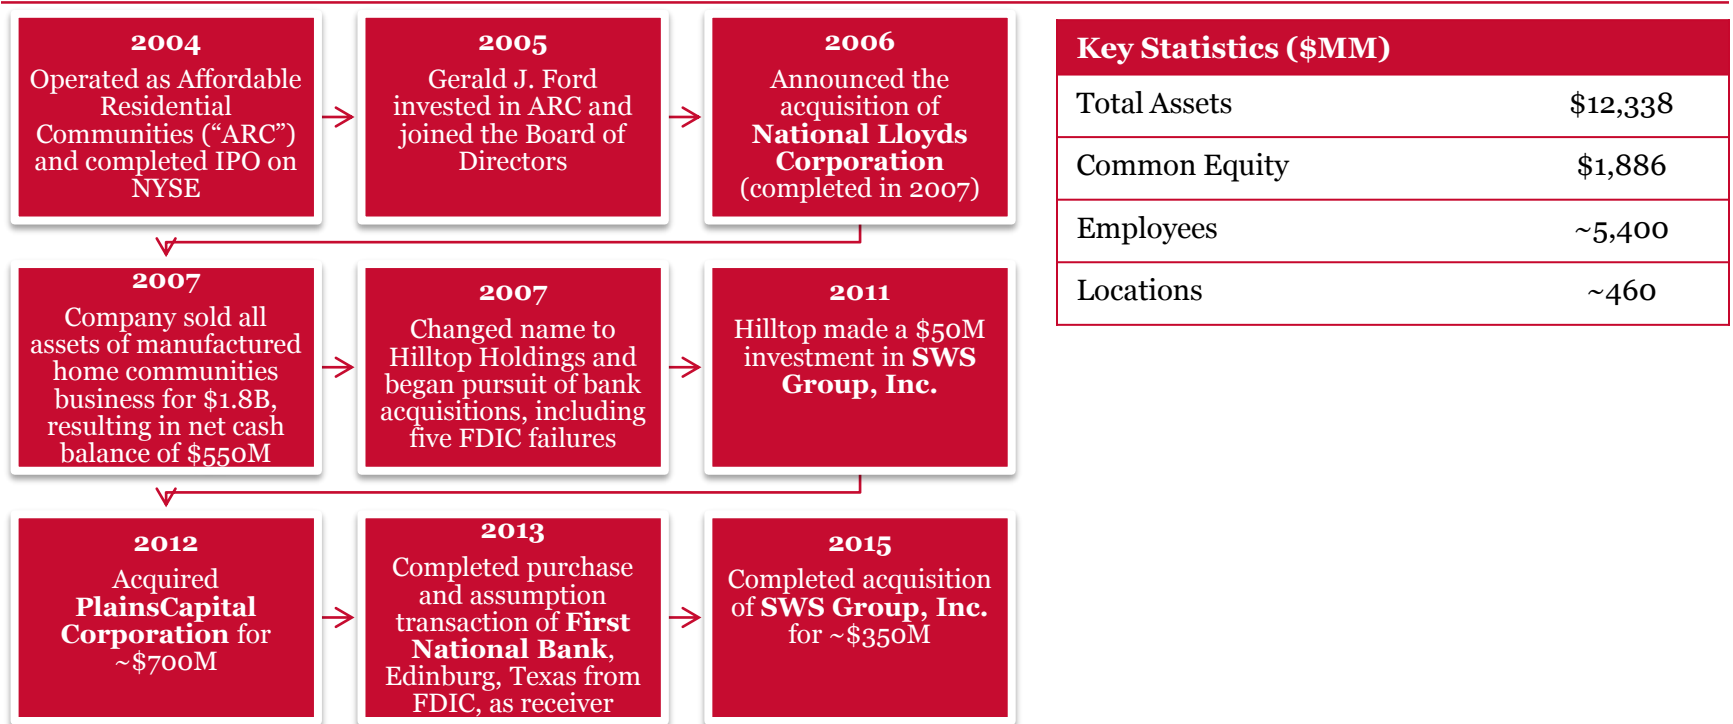 2004
Operated as Affordable
Residential
Communities (“ARC”)
and completed IPO on
NYSE
2005
Gerald J. Ford
invested in ARC and
joined the Board of
Directors
2006
Announced the
acquisition of
National Lloyds
Corporation
(completed in 2007)
2007
Company sold all
assets of manufactured
home communities
business for $1.8B,
resulting in net cash
balance of $550M
2007
Changed name to
Hilltop Holdings and
began pursuit of bank
acquisitions, including
five FDIC failures
2011
Hilltop made a $50M
investment in SWS
Group, Inc.
2012
Acquired
PlainsCapital
Corporation for
~$700M
2013
Completed purchase
and assumption
transaction of First
National Bank,
Edinburg, Texas from
FDIC, as receiver
2015
Completed acquisition
of SWS Group, Inc.
for ~$350M
Key Statistics ($MM)
Total Assets $12,338
Common Equity $1,886
Employees ~5,400
Locations ~460